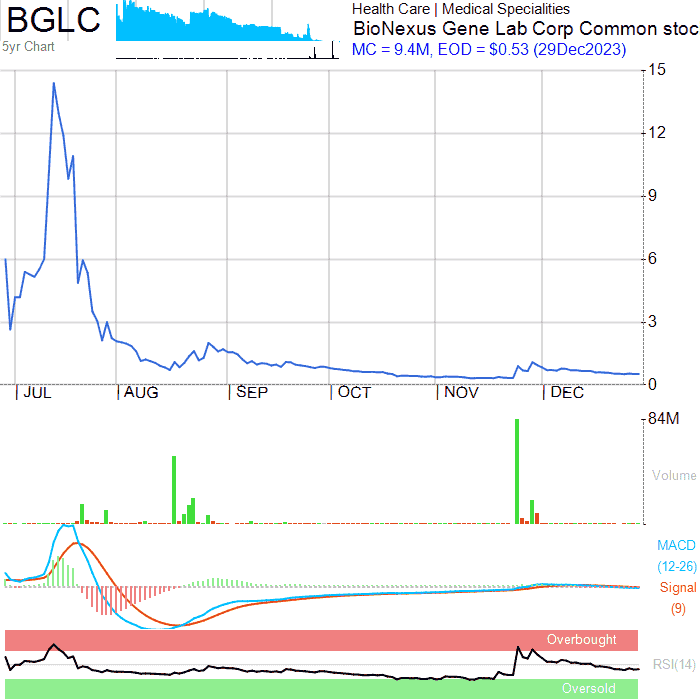 BGLC
5yr Chart
Health Care | Medical Specialities
BioNexus Gene Lab Corp Common stoc
MC = 9.4M, EOD = $0.53 (29Dec2023)
15
12
9
6
3
0
JUL AUG SEP OCT NOV DEC
84M
Volume
MACD
(12-26)
Signal
(9)
Overbought
RSI(14)
Oversold